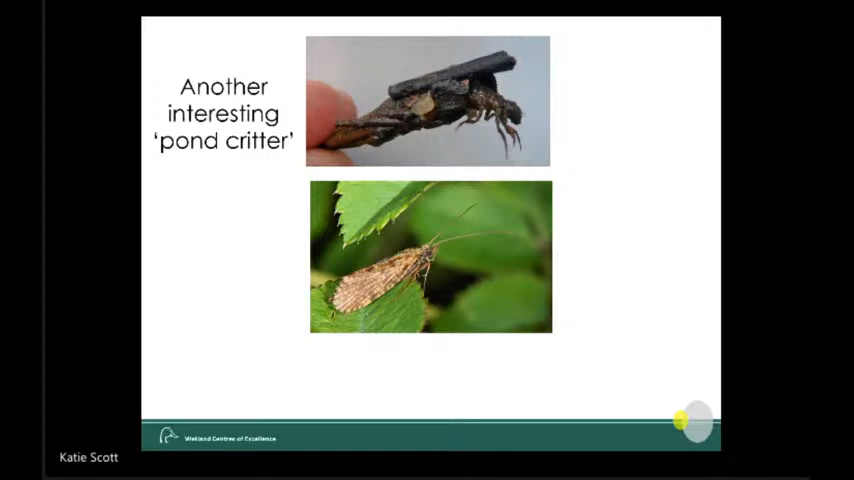 Another
interesting
‘pond critter’
Wetland Centres of Excellence
Katie Scott